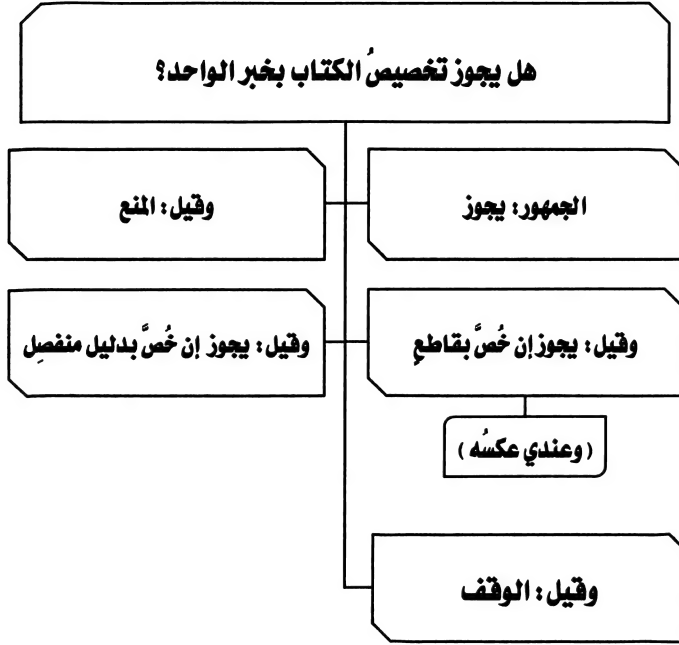 هل يجوز تخصيصُ الكتاب بخبر الواحد؟
الجمهور: يجوز
وقيل: المنع
وقيل: يجوز إن خُصَّ بقاطعٍ
(وعندي عكسُه)
وقيل: يجوز إن خُصَّ بدليل منفصِل
وقيل: الوقف